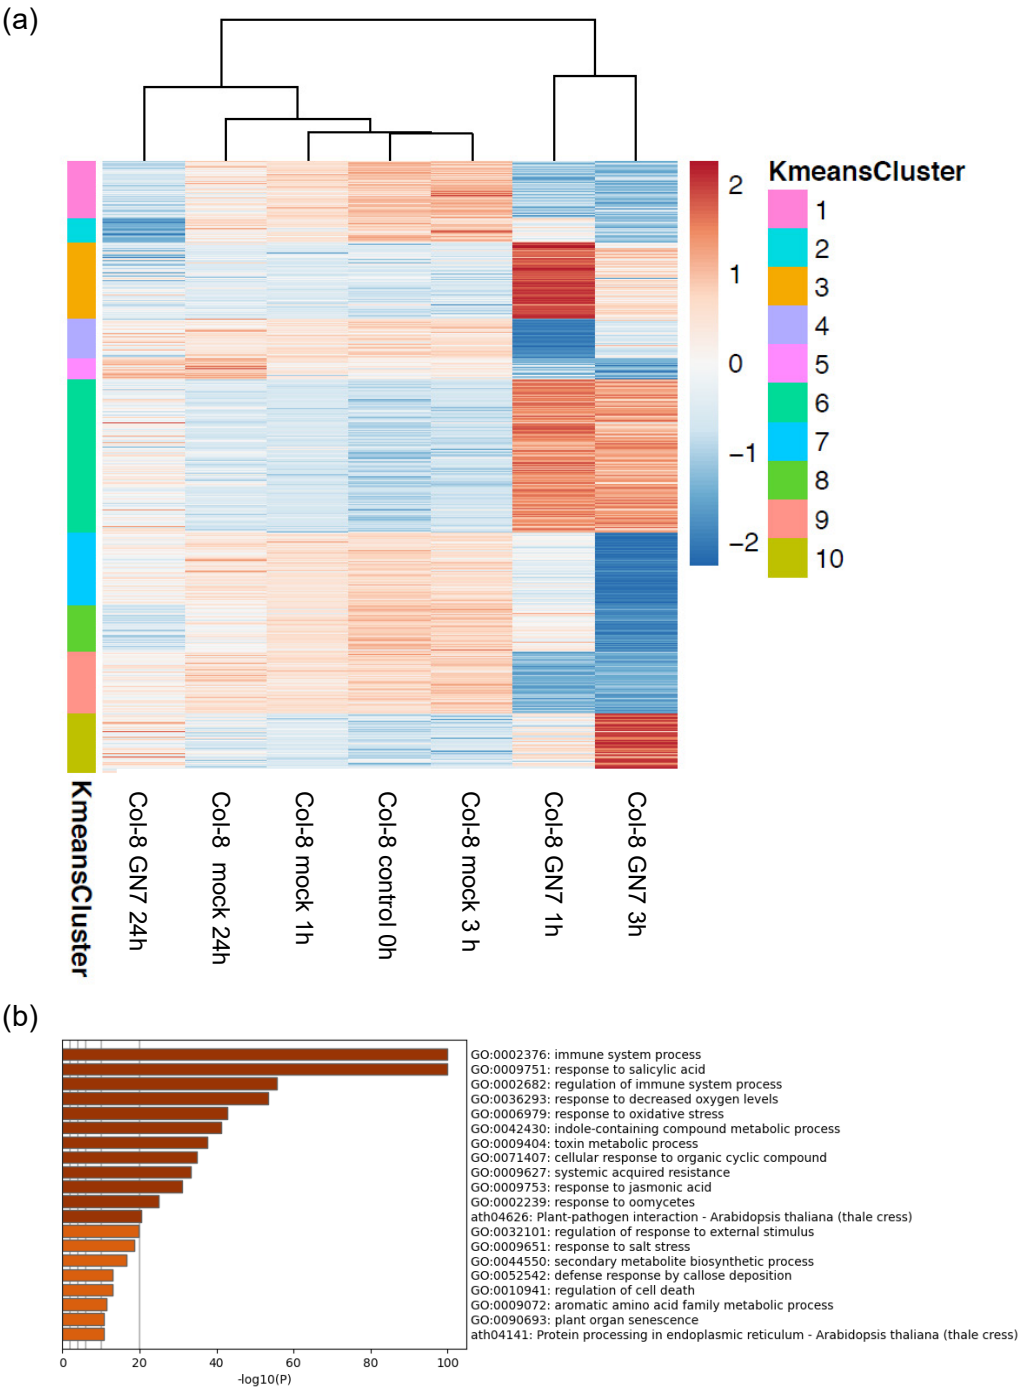 (a)
KmeansCluster
2
1
0
−1
−2
1
2
3
4
5
6
7
8
9
10
KmeansCluster
Col-8 GN7 24h
Col-8 mock 24h
Col-8 mock 1h
Col-8 control 0h
Col-8 mock 3 h
Col-8 GN7 1h
Col-8 GN7 3h
(b)
GO:0002376: immune system process
GO:0009751: response to salicylic acid
GO:0002682: regulation of immune system process
GO:0036293: response to decreased oxygen levels
GO:0006979: response to oxidative stress
GO:0042430: indole-containing compound metabolic process
GO:0009404: toxin metabolic process
GO:0071407: cellular response to organic cyclic compound
GO:0009627: systemic acquired resistance
GO:0009753: response to jasmonic acid
GO:0002239: response to oomycetes
ath04626: Plant-pathogen interaction - Arabidopsis thaliana (thale cress)
GO:0032101: regulation of response to external stimulus
GO:0009651: response to salt stress
GO:0044550: secondary metabolite biosynthetic process
GO:0052542: defense response by callose deposition
GO:0010941: regulation of cell death
GO:0009072: aromatic amino acid family metabolic process
GO:0090693: plant organ senescence
ath04141: Protein processing in endoplasmic reticulum - Arabidopsis thaliana (thale cress)
0 20 40 60 80 100
-log10(P)